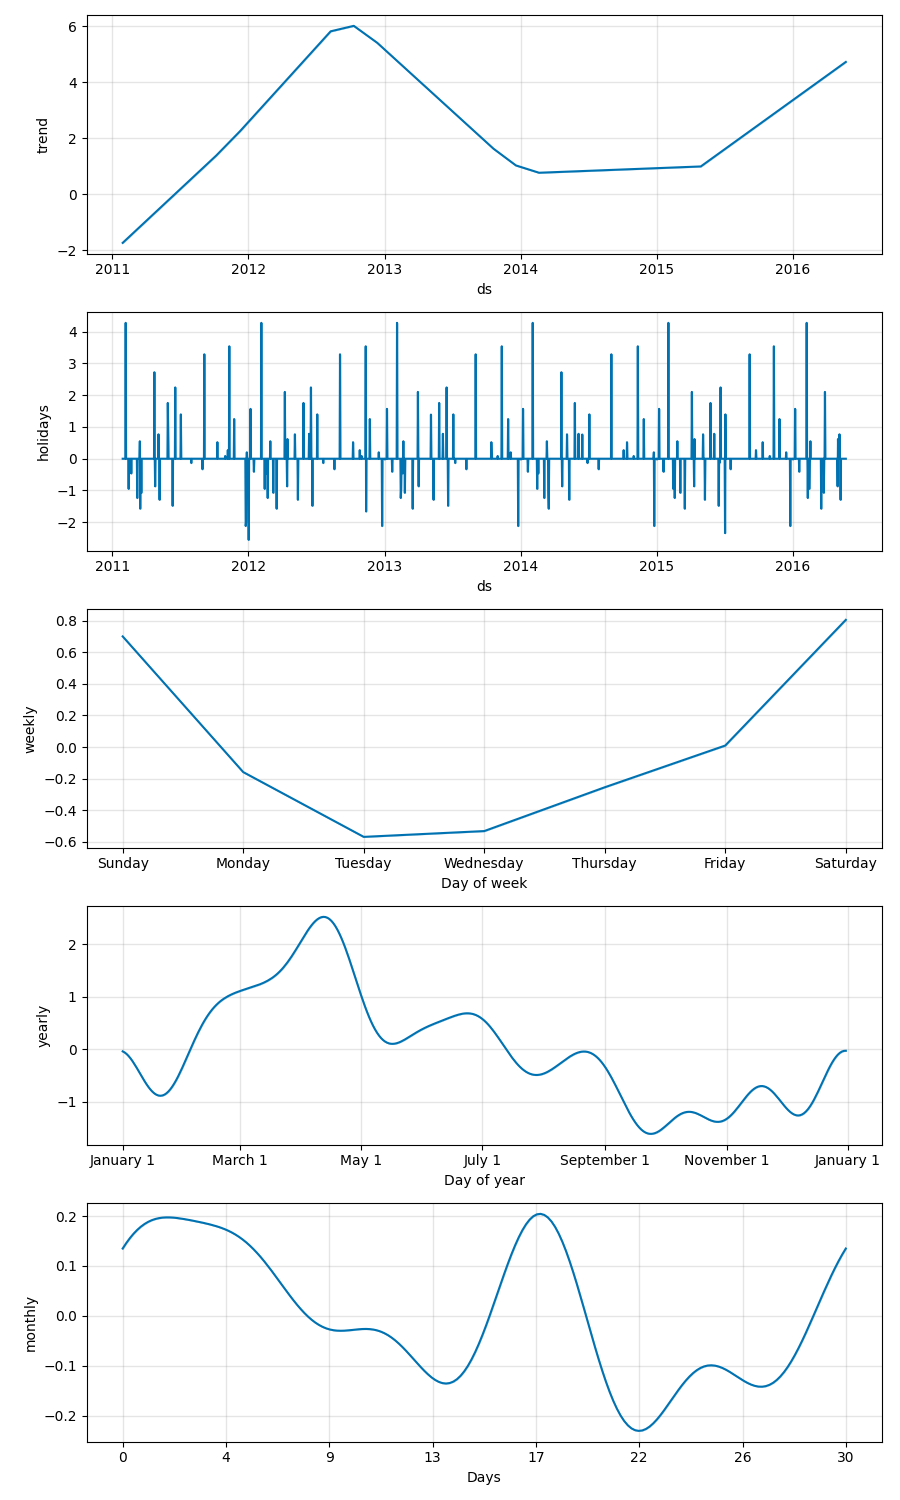 6
4
2
0
−2
trend
2011 2012 2013 2014 2015 2016
ds
4
3
2
1
0
−1
−2
holidays
2011 2012 2013 2014 2015 2016
ds
0.8
0.6
0.4
0.2
0.0
−0.2
−0.4
−0.6
weekly
Sunday Monday Tuesday Wednesday Thursday Friday Saturday
Day of week
2
1
0
−1
yearly
January 1 March 1 May 1 July 1 September 1 November 1 January 1
Day of year
0.2
0.1
0.0
−0.1
−0.2
monthly
0 4 9 13 17 22 26 30
Days